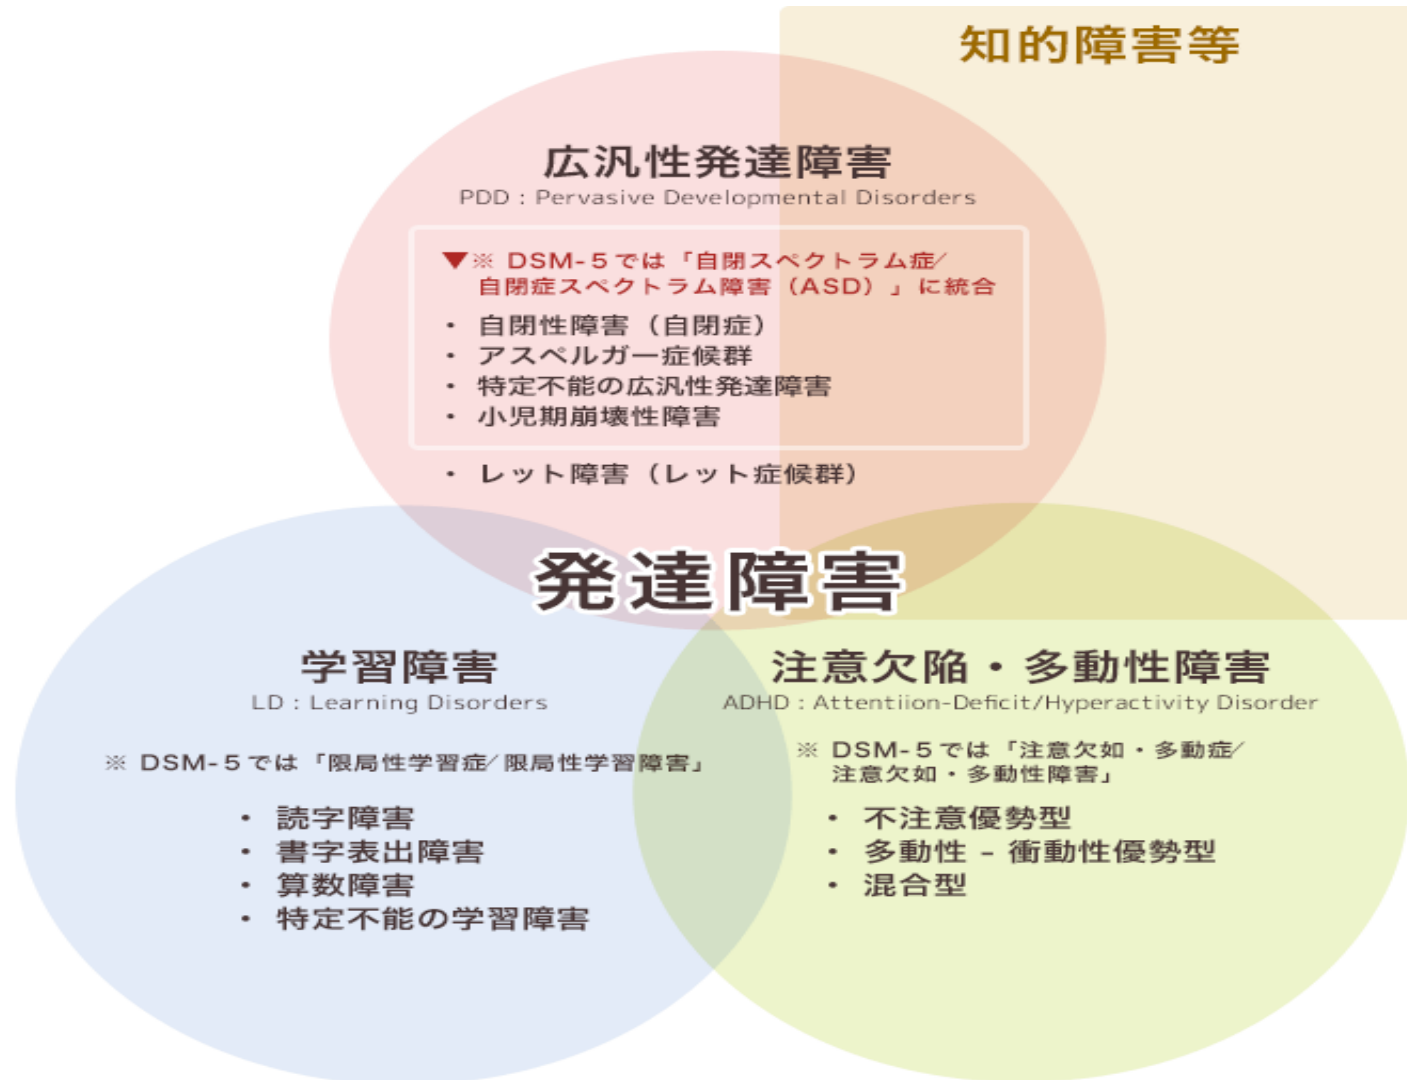 知的障害等
広汎性発達障害
PDD : Pervasive Developmental Disorders
▼※ DSM-5では「自閉スペクトラム症/
自閉症スペクトラム障害（ASD）」に統合
・ 自閉性障害（自閉症）
・ アスペルガー症候群
・ 特定不能の広汎性発達障害
・ 小児期崩壊性障害
・ レット障害（レット症候群）
発達障害
学習障害
LD : Learning Disorders
※ DSM-5では「限局性学習症/限局性学習障害」
・ 読字障害
・ 書字表出障害
・ 算数障害
・ 特定不能の学習障害
注意欠陥・多動性障害
ADHD : Attentiion-Deficit/Hyperactivity Disorder
※ DSM-5では「注意欠如・多動症/
注意欠如・多動性障害」
・ 不注意優勢型
・ 多動性 – 衝動性優勢型
・ 混合型